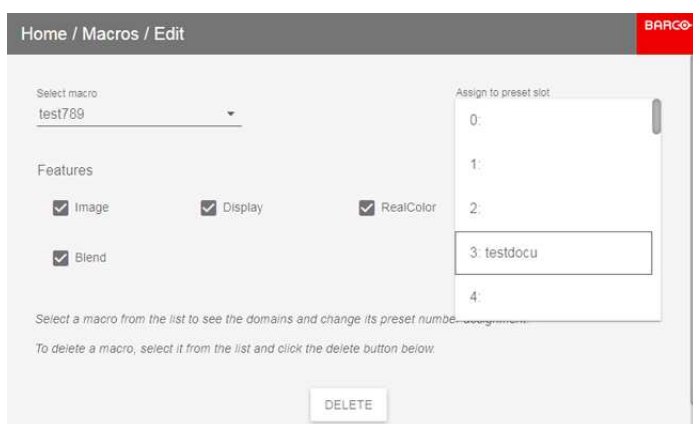 Home / Macros / Edit
BARCO
Select macro
Assign to preset slot
test789
0:
1:
Features
Image
Display
RealColor
2:
3: testdocu
Blend
4:
Select a macro from the list to see the domains and change its preset number assignment.
To delete a macro, select it from the list and click the delete button below.
DELETE